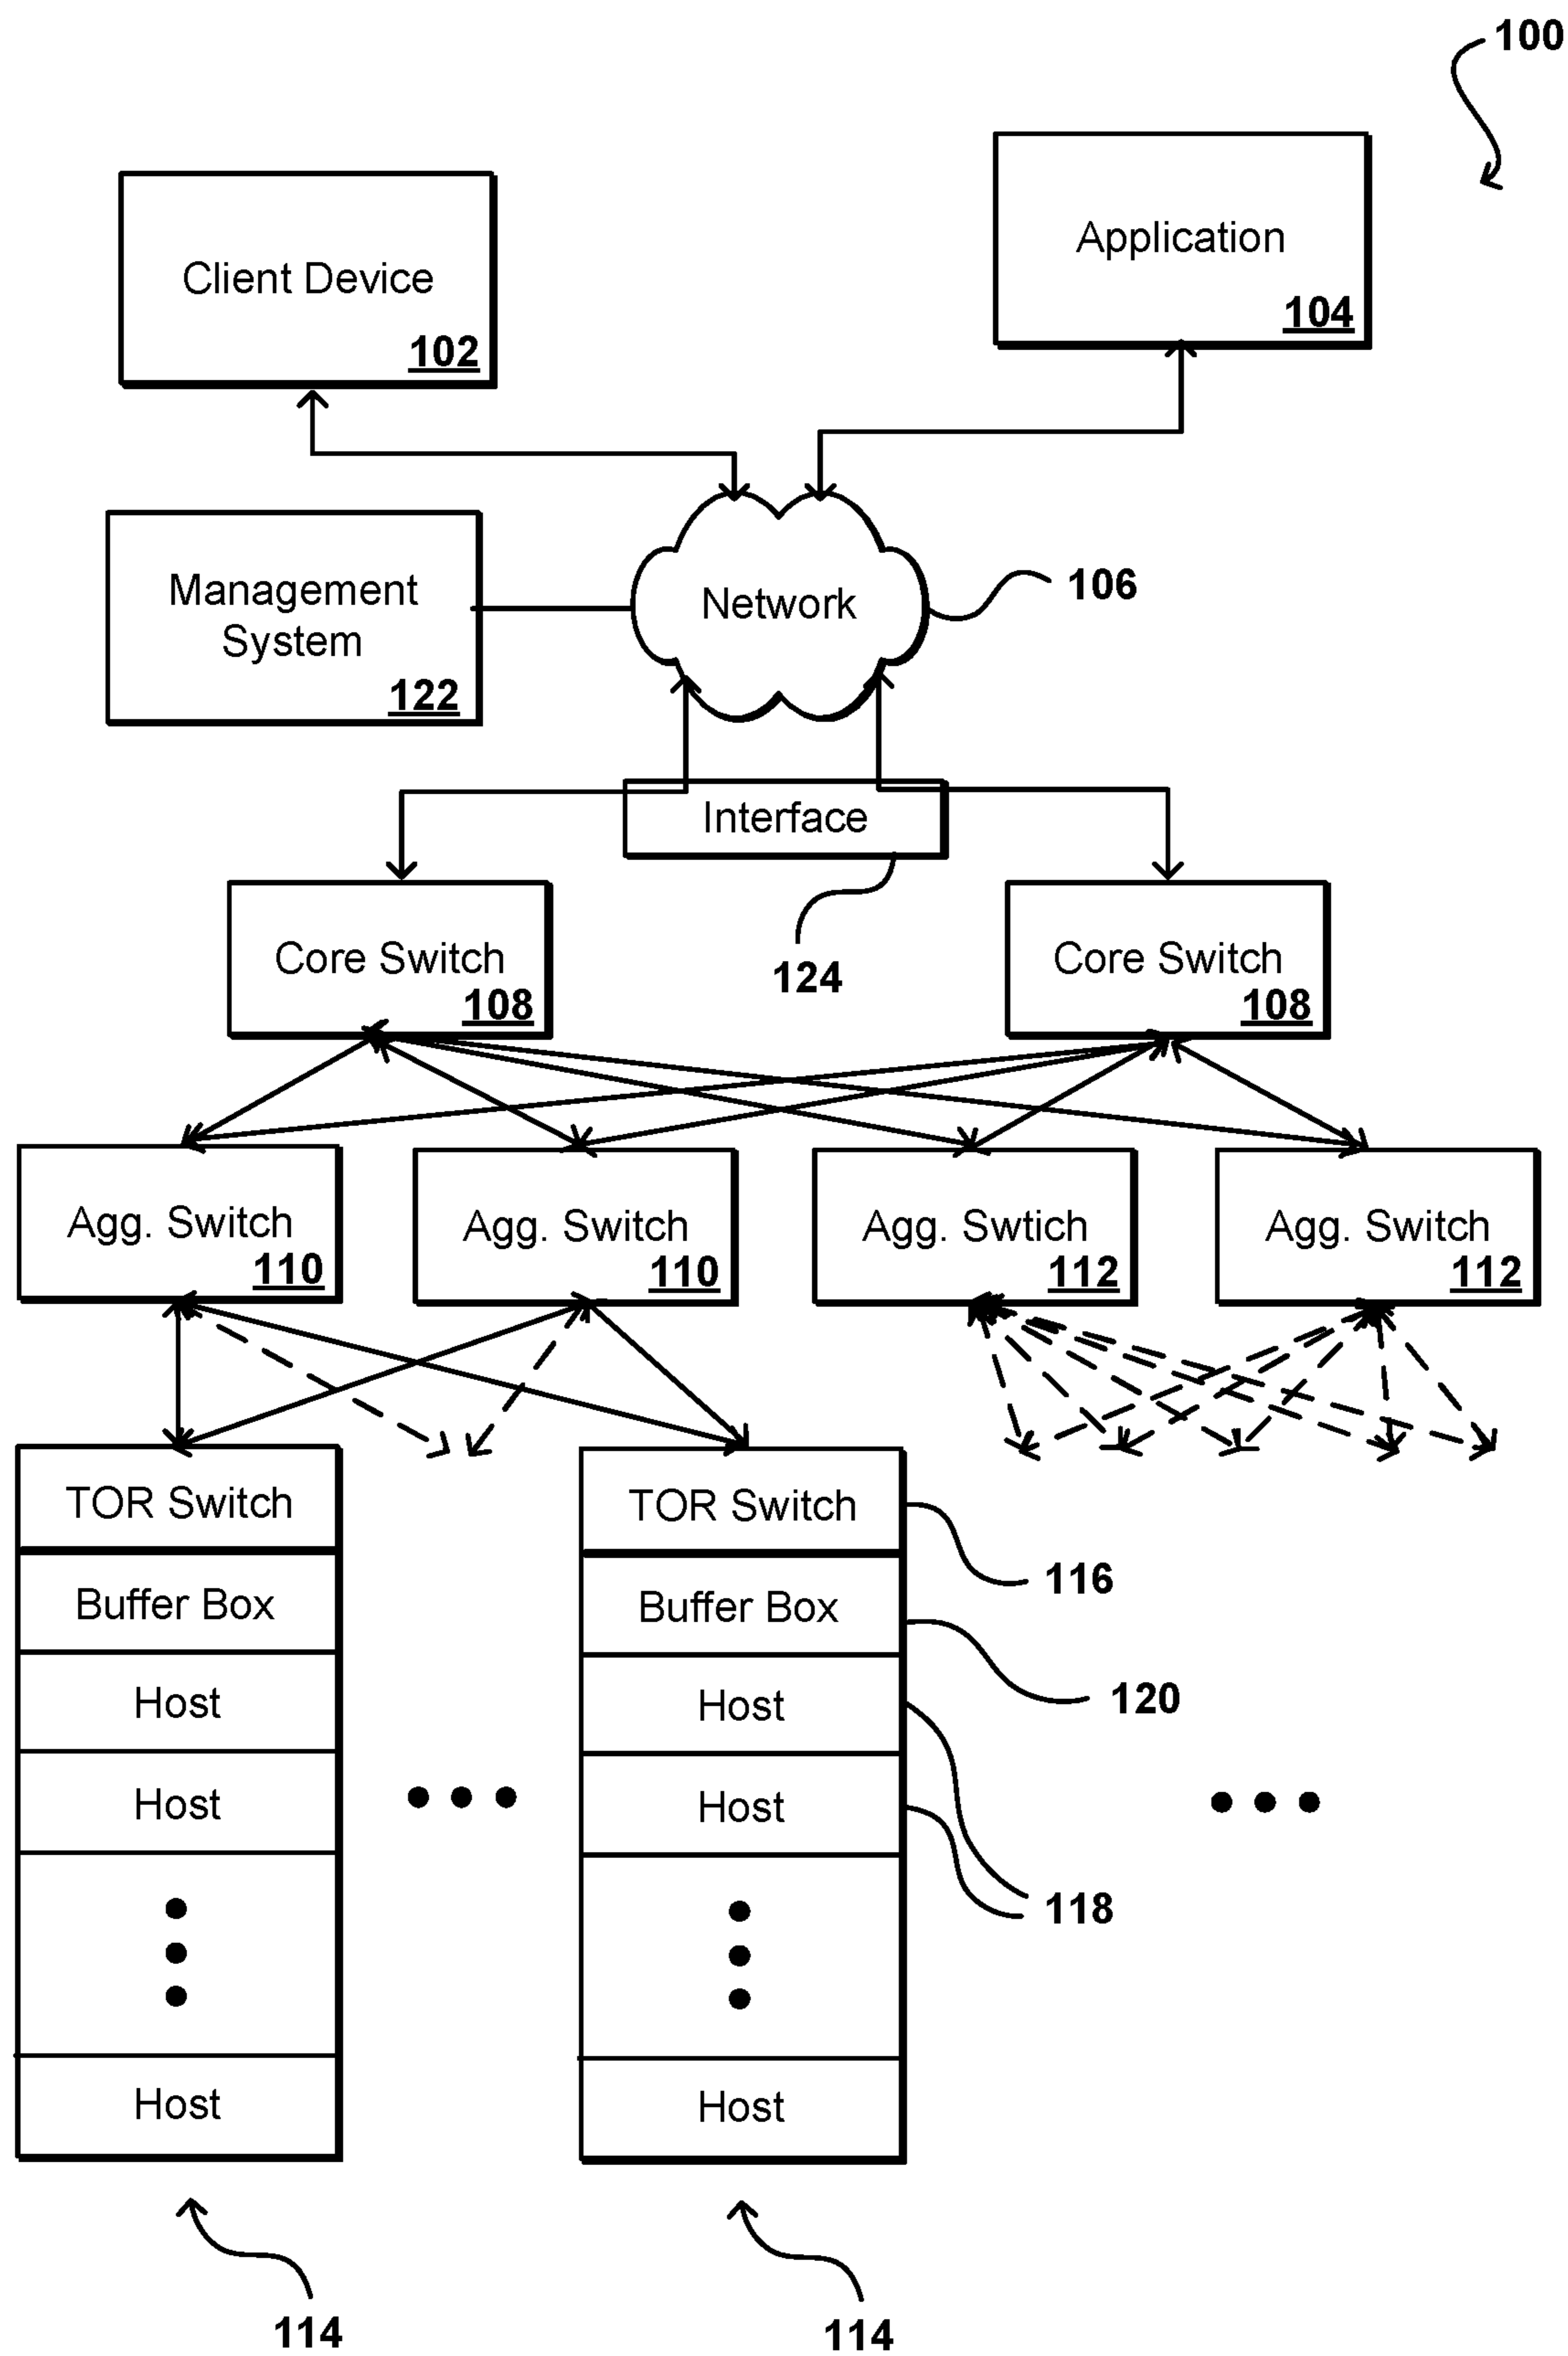 100
Client Device
102
Application
104
Management
System
122
Network
106
Interface
124
Core Switch
108
Core Switch
108
Agg. Switch
110
Agg. Switch
110
Agg. Swtich
112
Agg. Switch
112
TOR Switch
Buffer Box
Host
Host
Host
TOR Switch
Buffer Box
Host
Host
Host
116
120
118
114
114